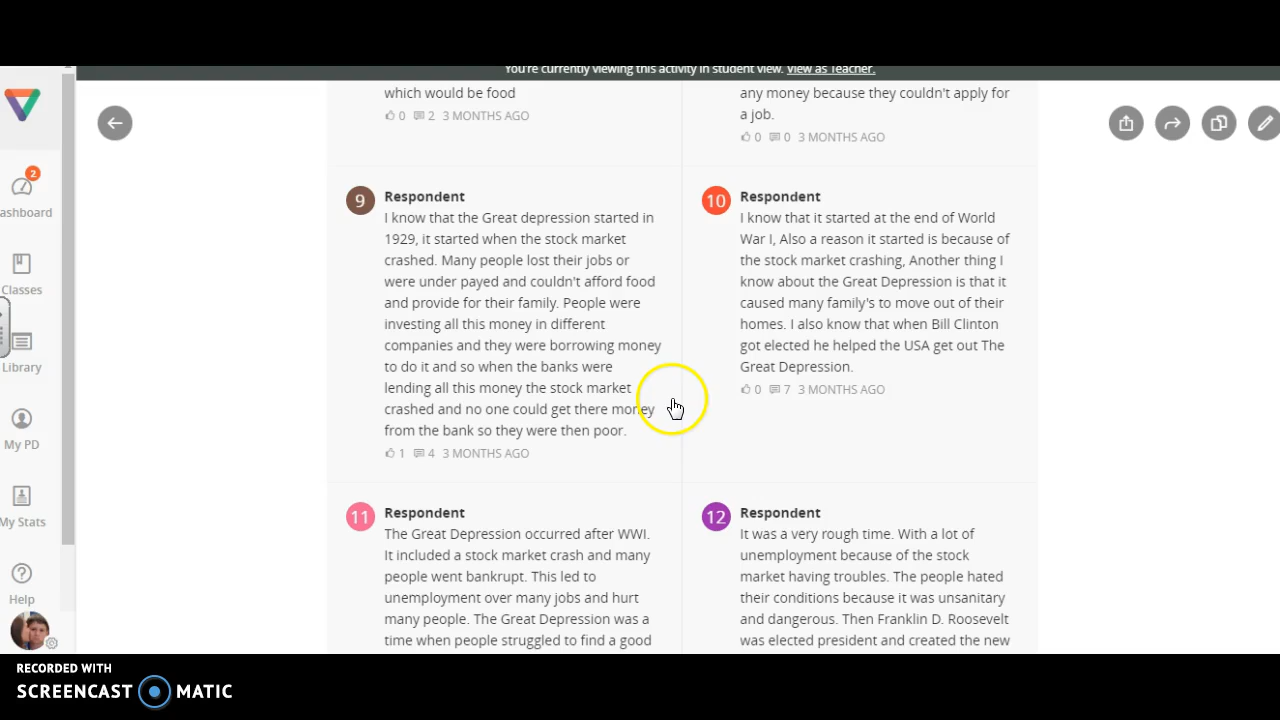 You're currently viewing this activity in student view. View as Teacher.
2
ashboard
Classes
Library
My PD
My Stats
Help
which would be food
0 2 3 MONTHS AGO
any money because they couldn't apply for
a job.
0 0 3 MONTHS AGO
9
Respondent
I know that the Great depression started in
1929, it started when the stock market
crashed. Many people lost their jobs or
were under payed and couldn't afford food
and provide for their family. People were
investing all this money in different
companies and they were borrowing money
to do it and so when the banks were
lending all this money the stock market
crashed and no one could get there money
from the bank so they were then poor.
1 4 3 MONTHS AGO
10
Respondent
I know that it started at the end of World
War I, Also a reason it started is because of
the stock market crashing, Another thing I
know about the Great Depression is that it
caused many family's to move out of their
homes. I also know that when Bill Clinton
got elected he helped the USA get out The
Great Depression.
0 7 3 MONTHS AGO
11
Respondent
The Great Depression occurred after WWI.
It included a stock market crash and many
people went bankrupt. This led to
unemployment over many jobs and hurt
many people. The Great Depression was a
time when people struggled to find a good
12
Respondent
It was a very rough time. With a lot of
unemployment because of the stock
market having troubles. The people hated
their conditions because it was unsanitary
and dangerous. Then Franklin D. Roosevelt
was elected president and created the new
RECORDED WITH
SCREENCAST MATIC